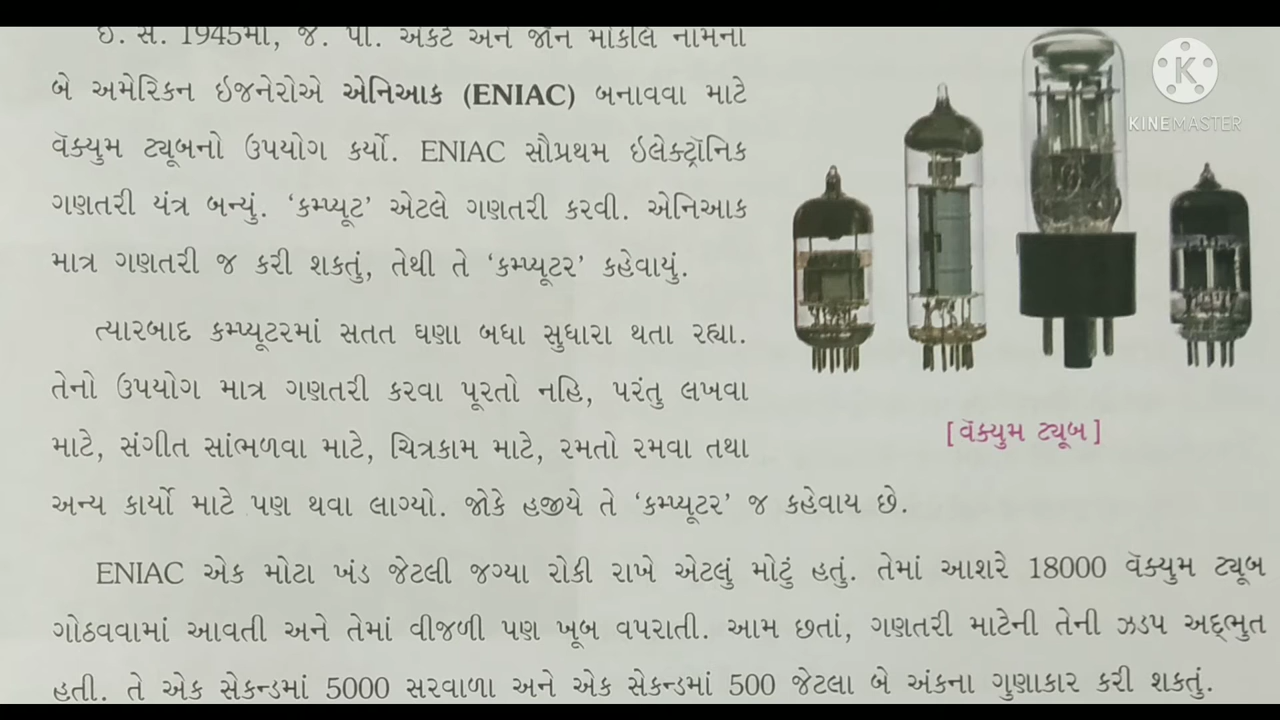 ઈ. સ. 1945માં, જે. પી. એકર્ટ અને જૉન મૉકલિ નામના
બે અમેરિકન ઇજનેરોએ એનિઆક (ENIAC) બનાવવા માટે
વૅક્યુમ ટ્યૂબનો ઉપયોગ કર્યો. ENIAC સૌપ્રથમ ઇલેક્ટ્રૉનિક
ગણતરી યંત્ર બન્યું. ‘કમ્પ્યૂટ’ એટલે ગણતરી કરવી. એનિઆક
માત્ર ગણતરી જ કરી શકતું, તેથી તે ‘કમ્પ્યૂટર’ કહેવાયું.
ત્યારબાદ કમ્પ્યૂટરમાં સતત ઘણા બધા સુધારા થતા રહ્યા.
તેનો ઉપયોગ માત્ર ગણતરી કરવા પૂરતો નહિ, પરંતુ લખવા
માટે, સંગીત સાંભળવા માટે, ચિત્રકામ માટે, રમતો રમવા તથા
અન્ય કાર્યો માટે પણ થવા લાગ્યો. જોકે હજીયે તે ‘કમ્પ્યૂટર’ જ કહેવાય છે.
ENIAC એક મોટા ખંડ જેટલી જગ્યા રોકી રાખે એટલું મોટું હતું. તેમાં આશરે 18000 વૅક્યુમ ટ્યૂબ
ગોઠવવામાં આવતી અને તેમાં વીજળી પણ ખૂબ વપરાતી. આમ છતાં, ગણતરી માટેની તેની ઝડપ અદ્ભુત
હતી. તે એક સેકન્ડમાં 5000 સરવાળા અને એક સેકન્ડમાં 500 જેટલા બે અંકના ગુણાકાર કરી શકતું.
[વૅક્યુમ ટ્યૂબ]
K
KINEMASTER